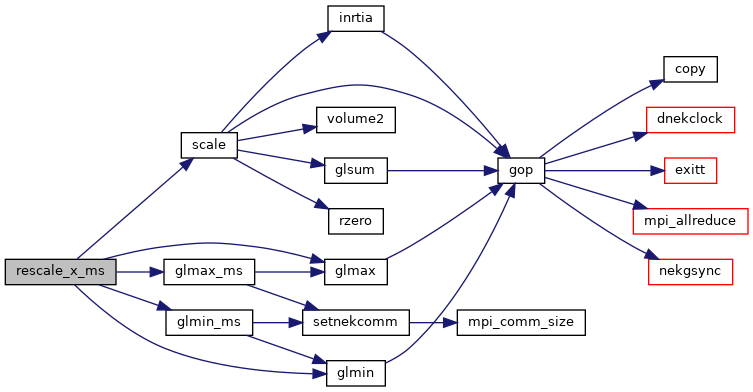 inrtia
copy
volume2
dnekclock
scale
glsum
gop
exitt
rzero
mpi_allreduce
rescale_x_ms
glmax_ms
glmax
nekgsync
glmin_ms
setnekcomm
mpi_comm_size
glmin